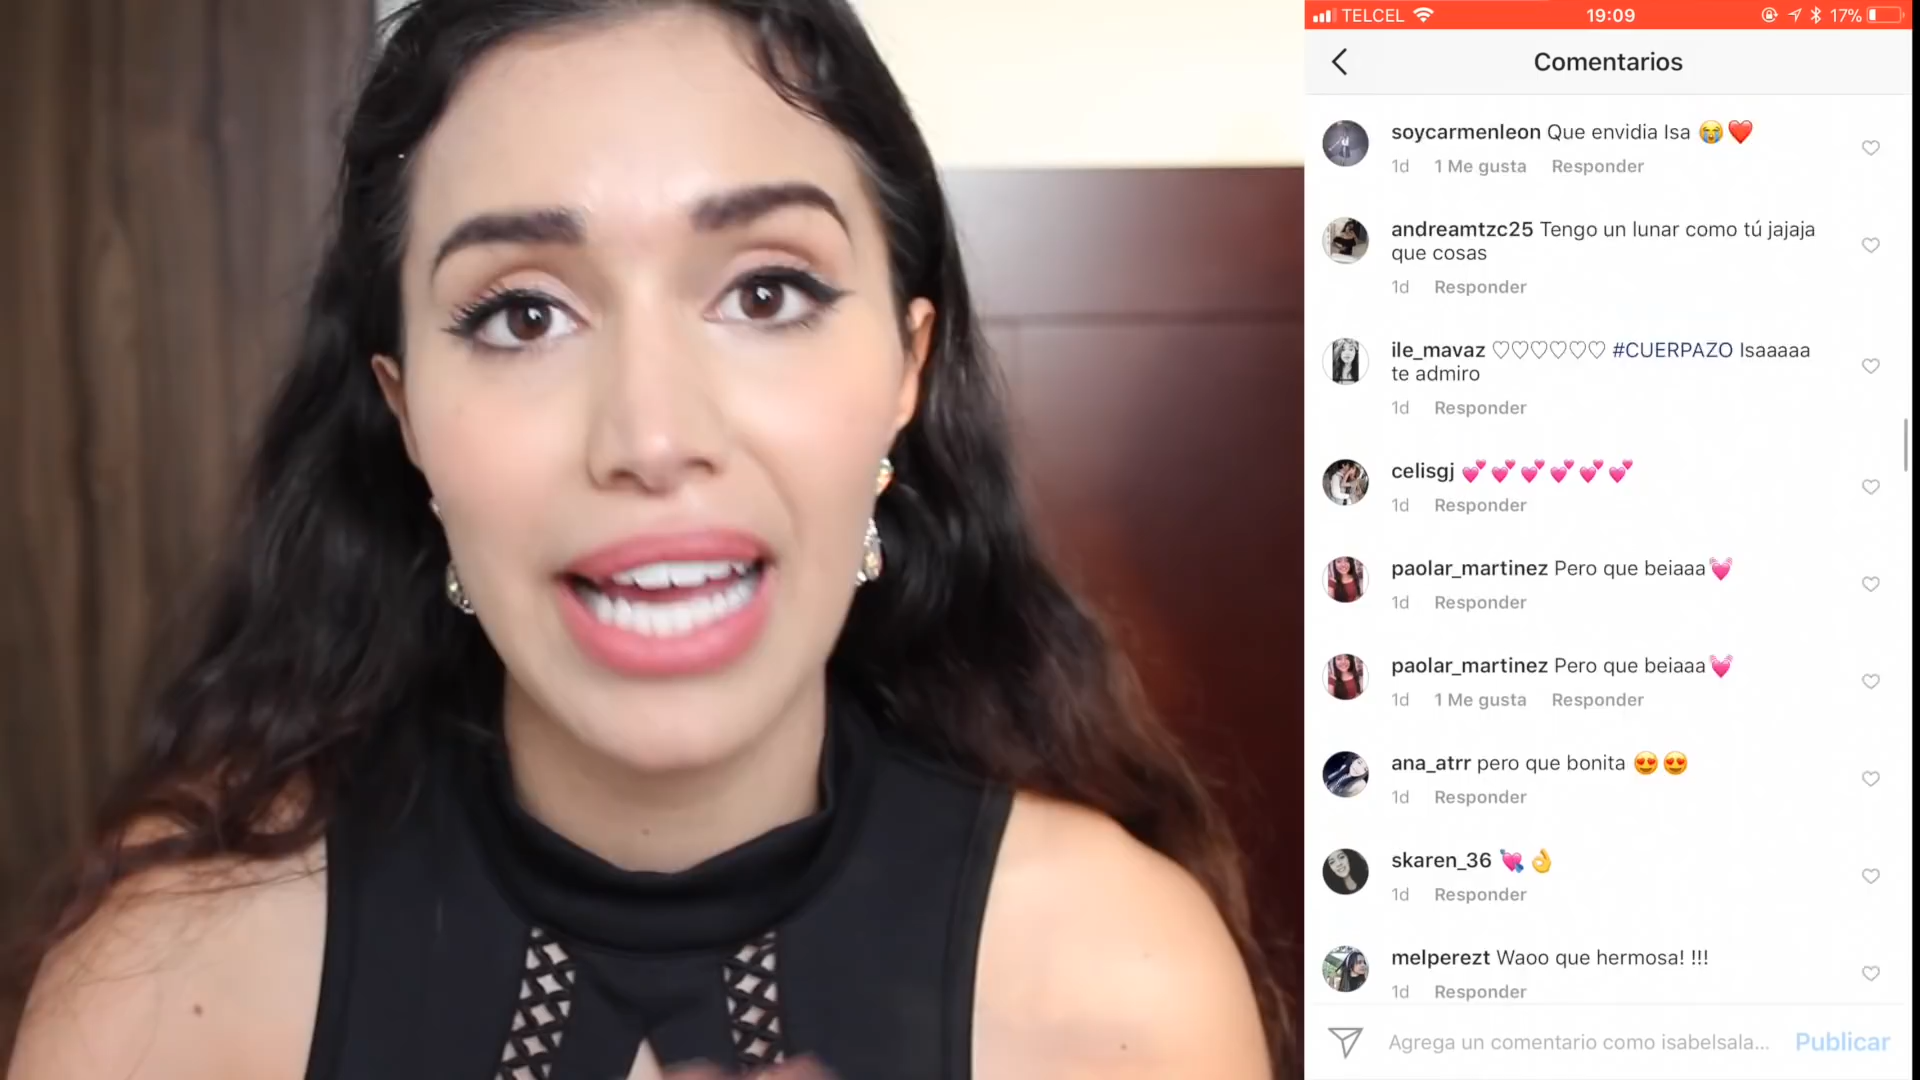 TELCEL 19:09 17%
Comentarios
soycarmenleon Que envidia Isa 😭❤️
1d 1 Me gusta Responder
andreamtzc25 Tengo un lunar como tú jajaja
que cosas
1d Responder
ile_mavaz ♡♡♡♡♡♡ #CUERPAZO Isaaaaa
te admiro
1d Responder
celisgj 💕💕💕💕💕💕
1d Responder
paolar_martinez Pero que beiaaa💓
1d Responder
paolar_martinez Pero que beiaaa💓
1d 1 Me gusta Responder
ana_atrr pero que bonita 😍😍
1d Responder
skaren_36 💘👌
1d Responder
melperezt Waoo que hermosa! !!!
1d Responder
Agrega un comentario como isabelsala... Publicar